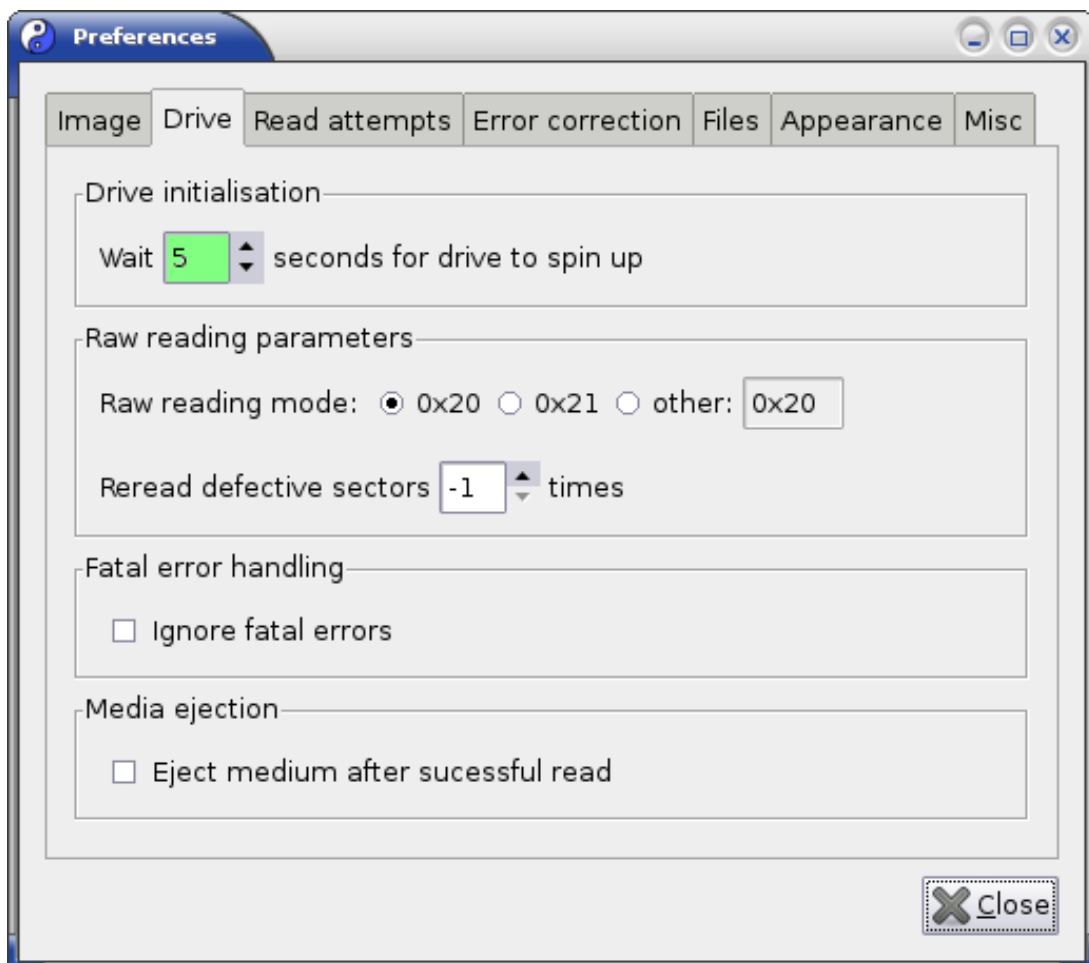 Preferences
Image Drive Read attempts Error correction Files Appearance Misc
Drive initialisation
Wait 5 seconds for drive to spin up
Raw reading parameters
Raw reading mode: 0x20 0x21 other: 0x20
Reread defective sectors -1 times
Fatal error handling
Ignore fatal errors
Media ejection
Eject medium after sucessful read
Close